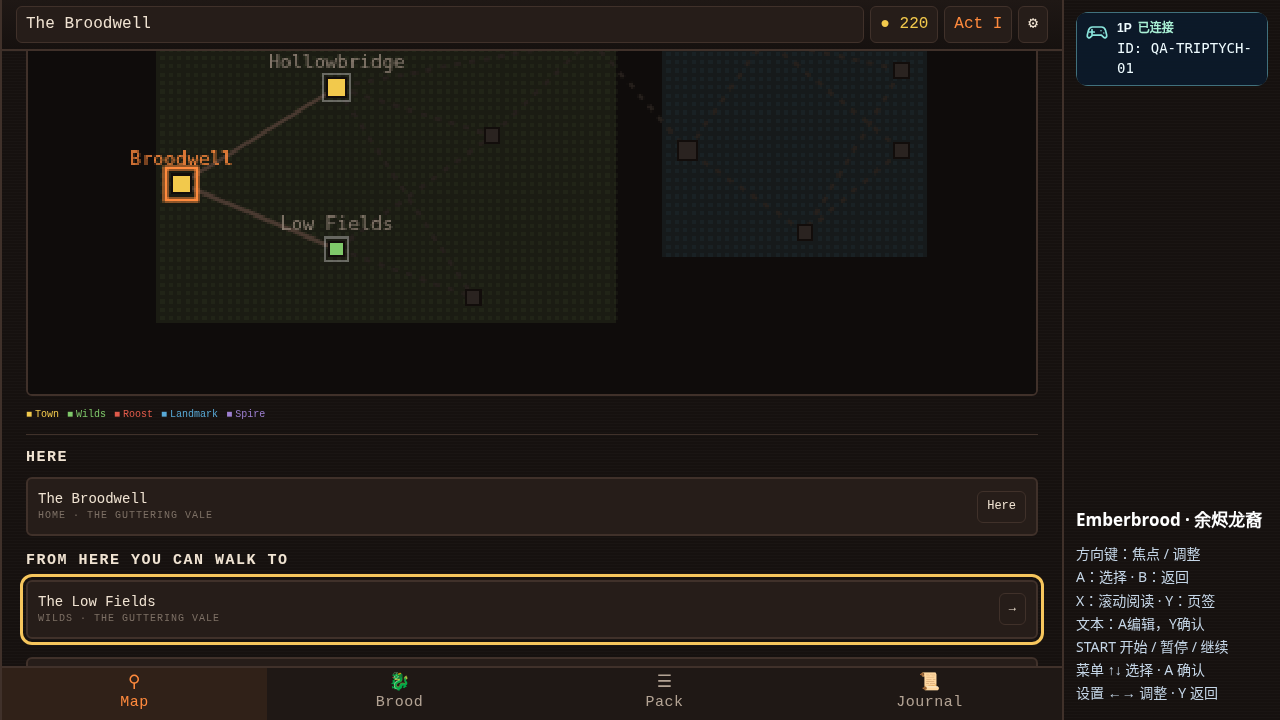 The Broodwell
● 220
Act I
Hollowbridge
Broodwell
Low Fields
Town
Wilds
Roost
Landmark
Spire
HERE
The Broodwell
HOME · THE GUTTERING VALE
Here
FROM HERE YOU CAN WALK TO
The Low Fields
WILDS · THE GUTTERING VALE
→
Map
Brood
Pack
Journal
1P 已连接
ID: QA-TRIPTYCH-
01
Emberbrood · 余烬龙裔
方向键：焦点 / 调整
A：选择 · B：返回
X：滚动阅读 · Y：页签
文本：A编辑，Y确认
START 开始 / 暂停 / 继续
菜单 ↑↓ 选择 · A 确认
设置 ←→ 调整 · Y 返回